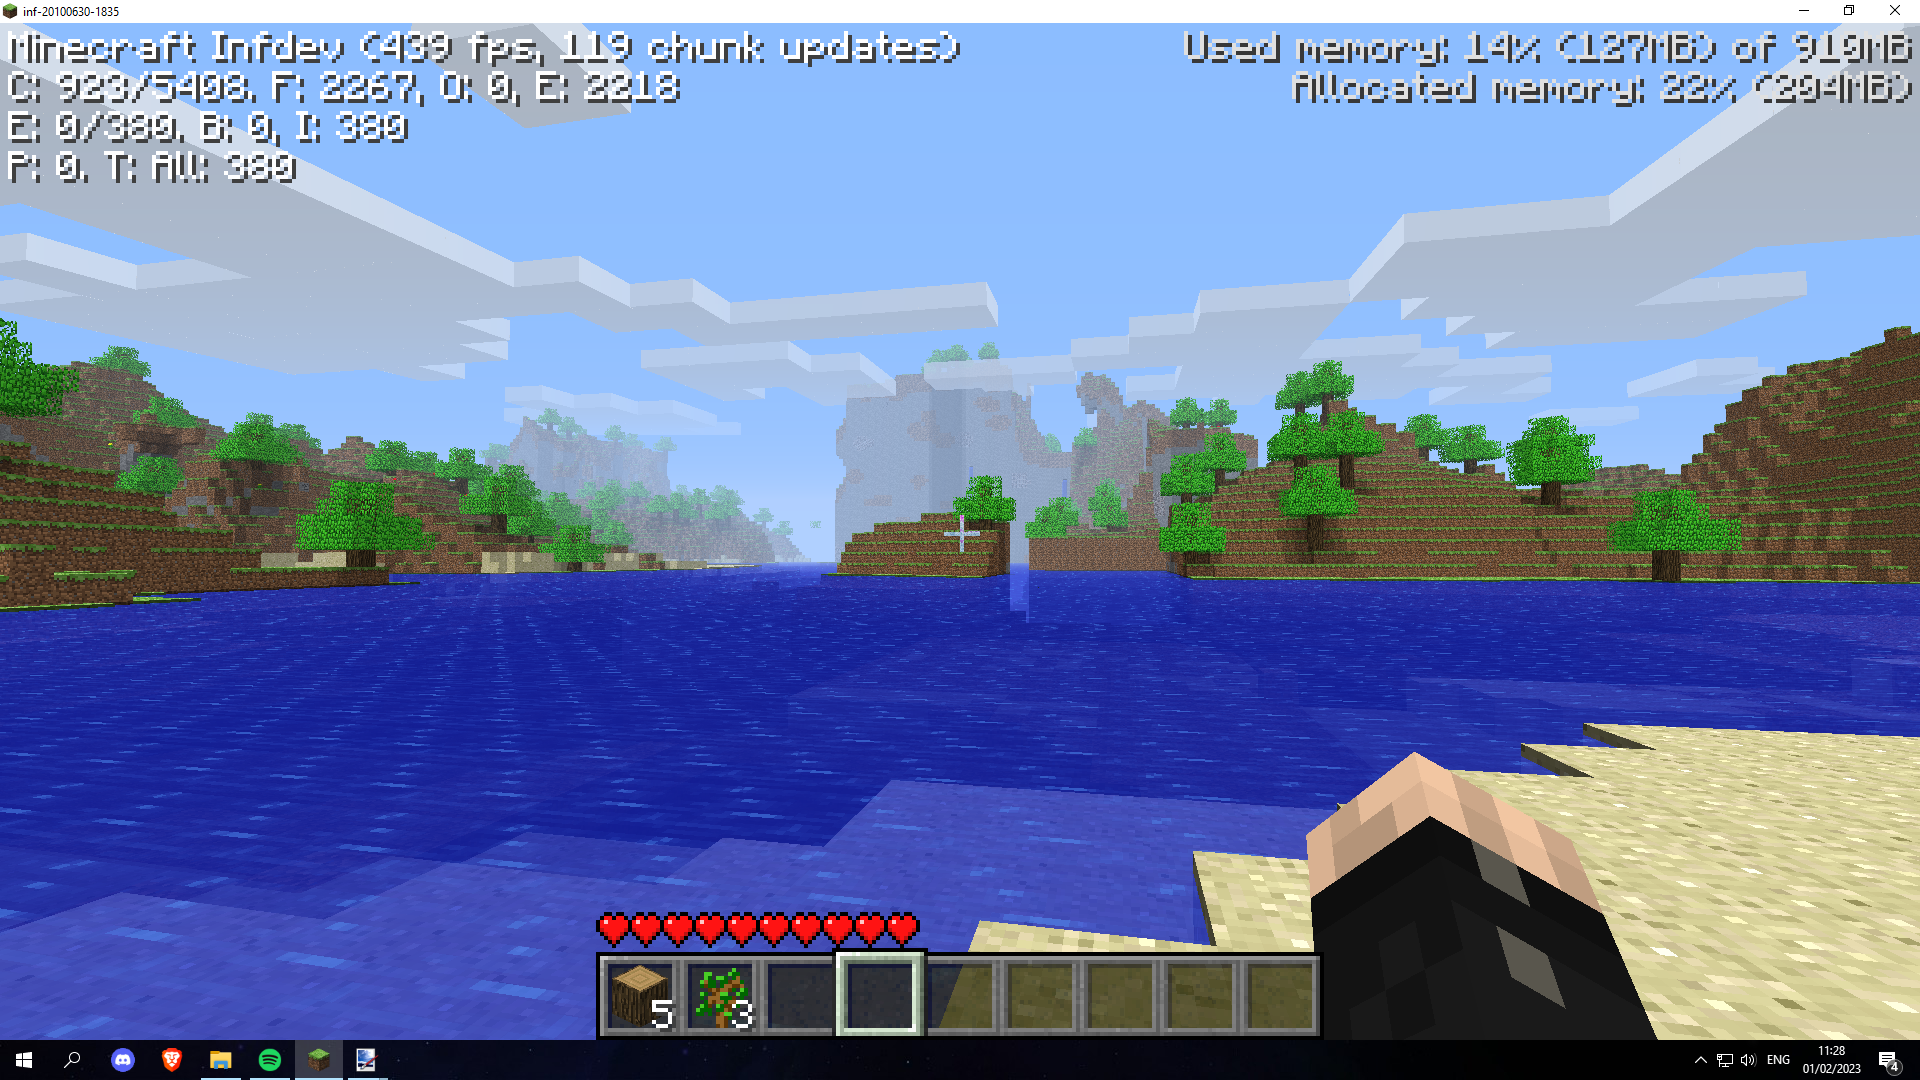 inf-20100630-1835
Minecraft Infdev (439 fps, 119 chunk updates)
C: 923/5408. F: 2267, O: 0, E: 2218
E: 0/380. B: 0, I: 380
P: 0. T: All: 380
Used memory: 14% (127MB) of 910MB
Allocated memory: 22% (204MB)
5
3
ENG
11:28
01/02/2023
4